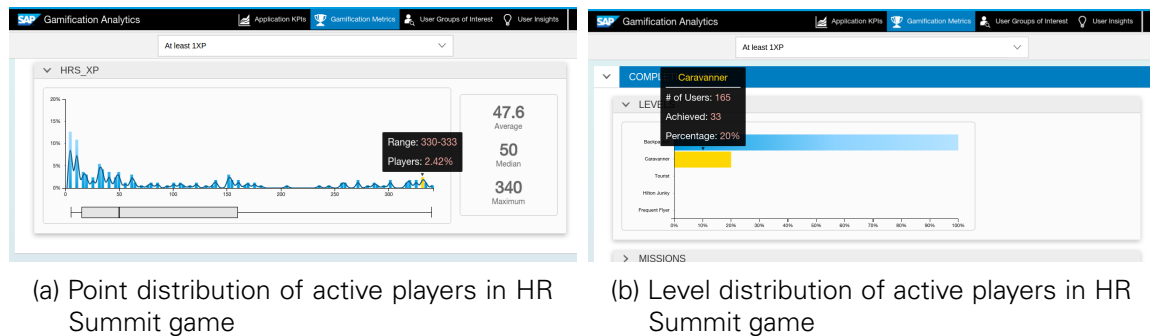 SAP Gamification Analytics
Application KPIs
Gamification Metrics
User Groups of Interest
User Insights
At least 1XP
HRS_XP
20%
15%
10%
5%
0%
0
50
100
150
200
250
300
Range: 330-333
Players: 2.42%
47.6
Average
50
Median
340
Maximum
(a) Point distribution of active players in HR
Summit game
SAP Gamification Analytics
Application KPIs
Gamification Metrics
User Groups of Interest
User Insights
At least 1XP
COMPLE
Caravanner
# of Users: 165
Achieved: 33
Percentage: 20%
LEVELS
Backpacker
Caravanner
Tourist
Hilton Junky
Frequent Flyer
0%
10%
20%
30%
40%
50%
60%
70%
80%
90%
100%
MISSIONS
(b) Level distribution of active players in HR
Summit game